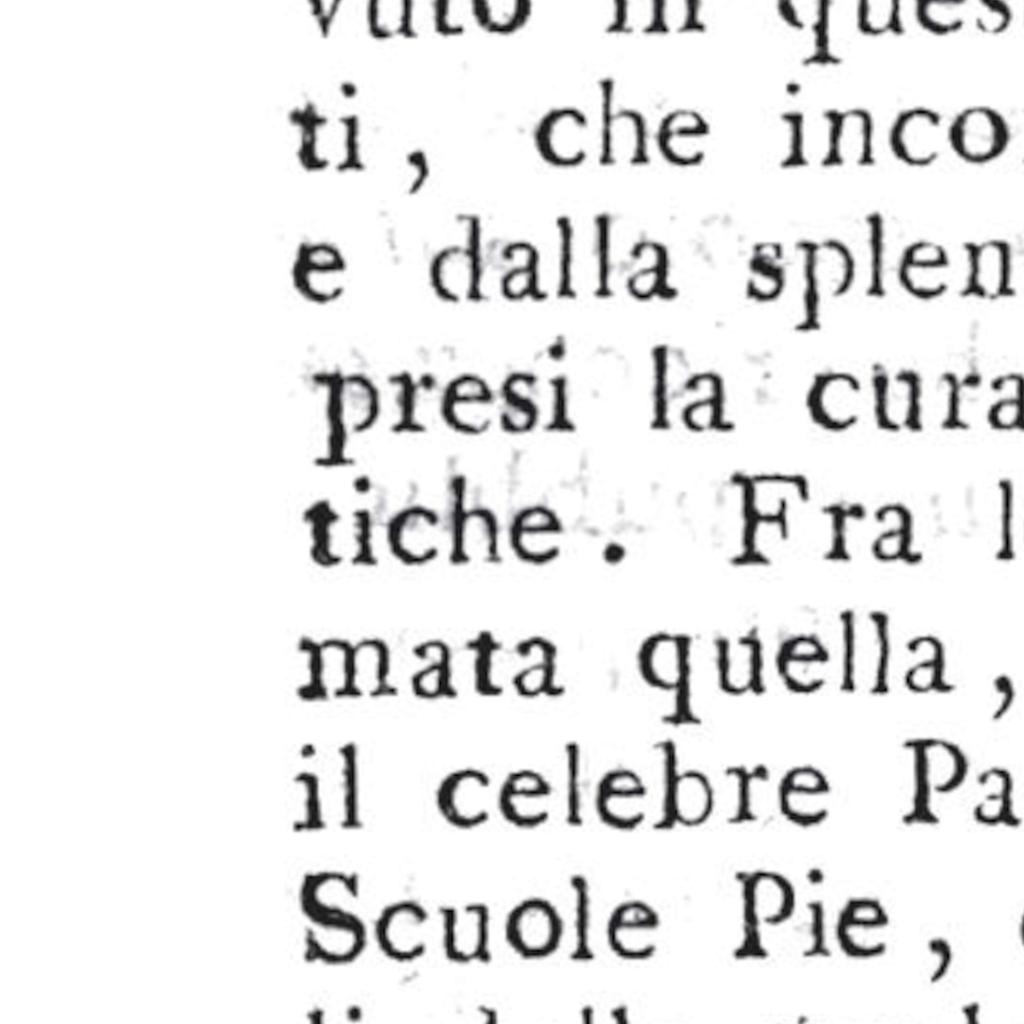 vuto in ques
ti, che inco
e dalla splen
presi la cura
tiche. Fra l
mata quella,
il celebre Pa
Scuole Pie,